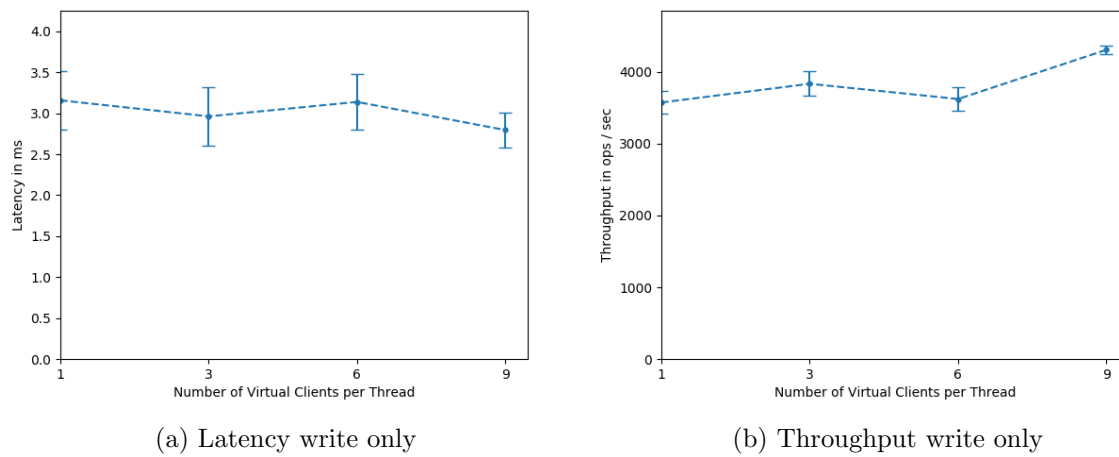 4.0
3.5
3.0
2.5
2.0
1.5
1.0
0.5
0.0
Latency in ms
1 3 6 9
Number of Virtual Clients per Thread
(a) Latency write only
4000
3000
2000
1000
0
Throughput in ops / sec
1 3 6 9
Number of Virtual Clients per Thread
(b) Throughput write only